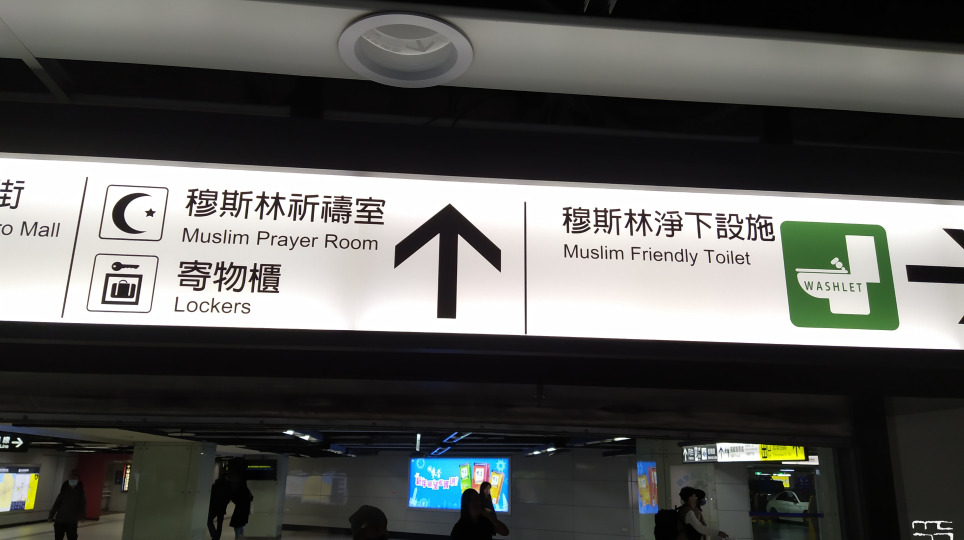 街
ro Mall
穆斯林祈禱室
Muslim Prayer Room
寄物櫃
Lockers
穆斯林淨下設施
Muslim Friendly Toilet
WASHLET